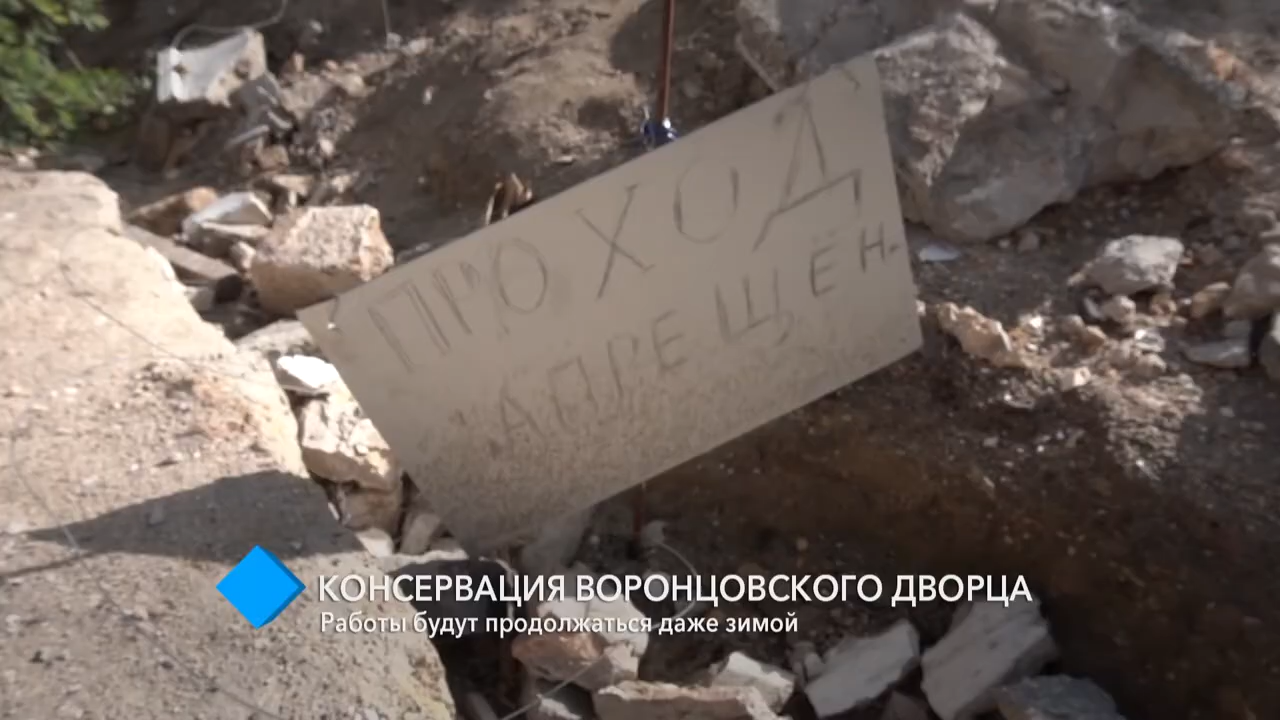 ПРОХОД
ЗАПРЕЩЕН.
КОНСЕРВАЦИЯ ВОРОНЦОВСКОГО ДВОРЦА
Работы будут продолжаться даже зимой